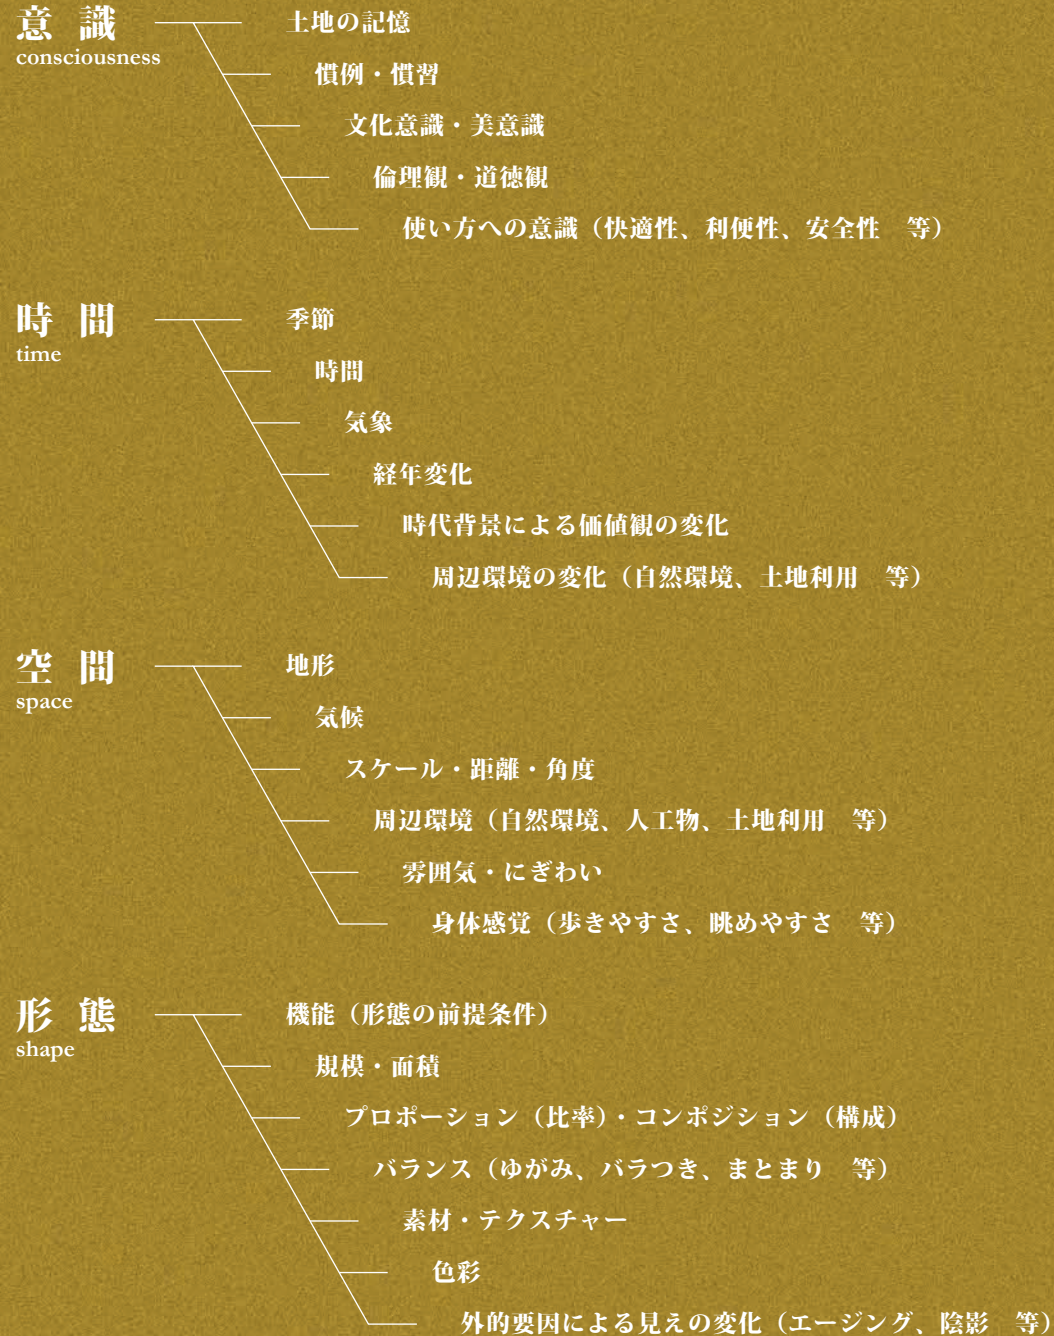 意識
consciousness
土地の記憶
慣例・慣習
文化意識・美意識
倫理観・道徳観
使い方への意識（快適性、利便性、安全性　等）
時間
time
季節
時間
気象
経年変化
時代背景による価値観の変化
周辺環境の変化（自然環境、土地利用　等）
空間
space
地形
気候
スケール・距離・角度
周辺環境（自然環境、人工物、土地利用　等）
雰囲気・にぎわい
身体感覚（歩きやすさ、眺めやすさ　等）
形態
shape
機能（形態の前提条件）
規模・面積
プロポーション（比率）・コンポジション（構成）
バランス（ゆがみ、バラつき、まとまり　等）
素材・テクスチャー
色彩
外的要因による見えの変化（エージング、陰影　等）